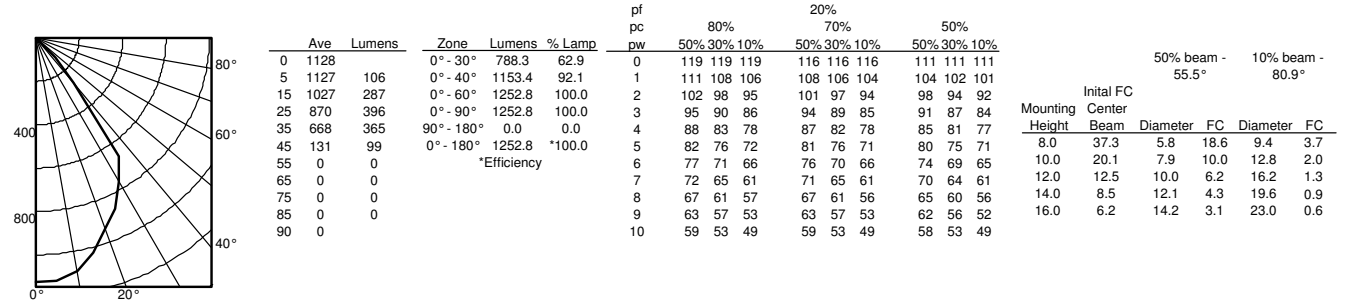 80°
60°
40°
400
800
0° 20°
Ave Lumens
0 1128
5 1127 106
15 1027 287
25 870 396
35 668 365
45 131 99
55 0 0
65 0 0
75 0 0
85 0 0
90 0
Zone Lumens % Lamp
0° - 30° 788.3 62.9
0° - 40° 1153.4 92.1
0° - 60° 1252.8 100.0
0° - 90° 1252.8 100.0
90° - 180° 0.0 0.0
0° - 180° 1252.8 *100.0
*Efficiency
pf 20%
pc 80% 70% 50%
pw 50% 30% 10% 50% 30% 10% 50% 30% 10%
0 119 119 119 116 116 116 111 111 111
1 111 108 106 108 106 104 104 102 101
2 102 98 95 101 97 94 98 94 92
3 95 90 86 94 89 85 91 87 84
4 88 83 78 87 82 78 85 81 77
5 82 76 72 81 76 71 80 75 71
6 77 71 66 76 70 66 74 69 65
7 72 65 61 71 65 61 70 64 61
8 67 61 57 67 61 56 65 60 56
9 63 57 53 63 57 53 62 56 52
10 59 53 49 59 53 49 58 53 49
50% beam - 10% beam -
55.5° 80.9°
Inital FC
Mounting Center
Height Beam Diameter FC Diameter FC
8.0 37.3 5.8 18.6 9.4 3.7
10.0 20.1 7.9 10.0 12.8 2.0
12.0 12.5 10.0 6.2 16.2 1.3
14.0 8.5 12.1 4.3 19.6 0.9
16.0 6.2 14.2 3.1 23.0 0.6